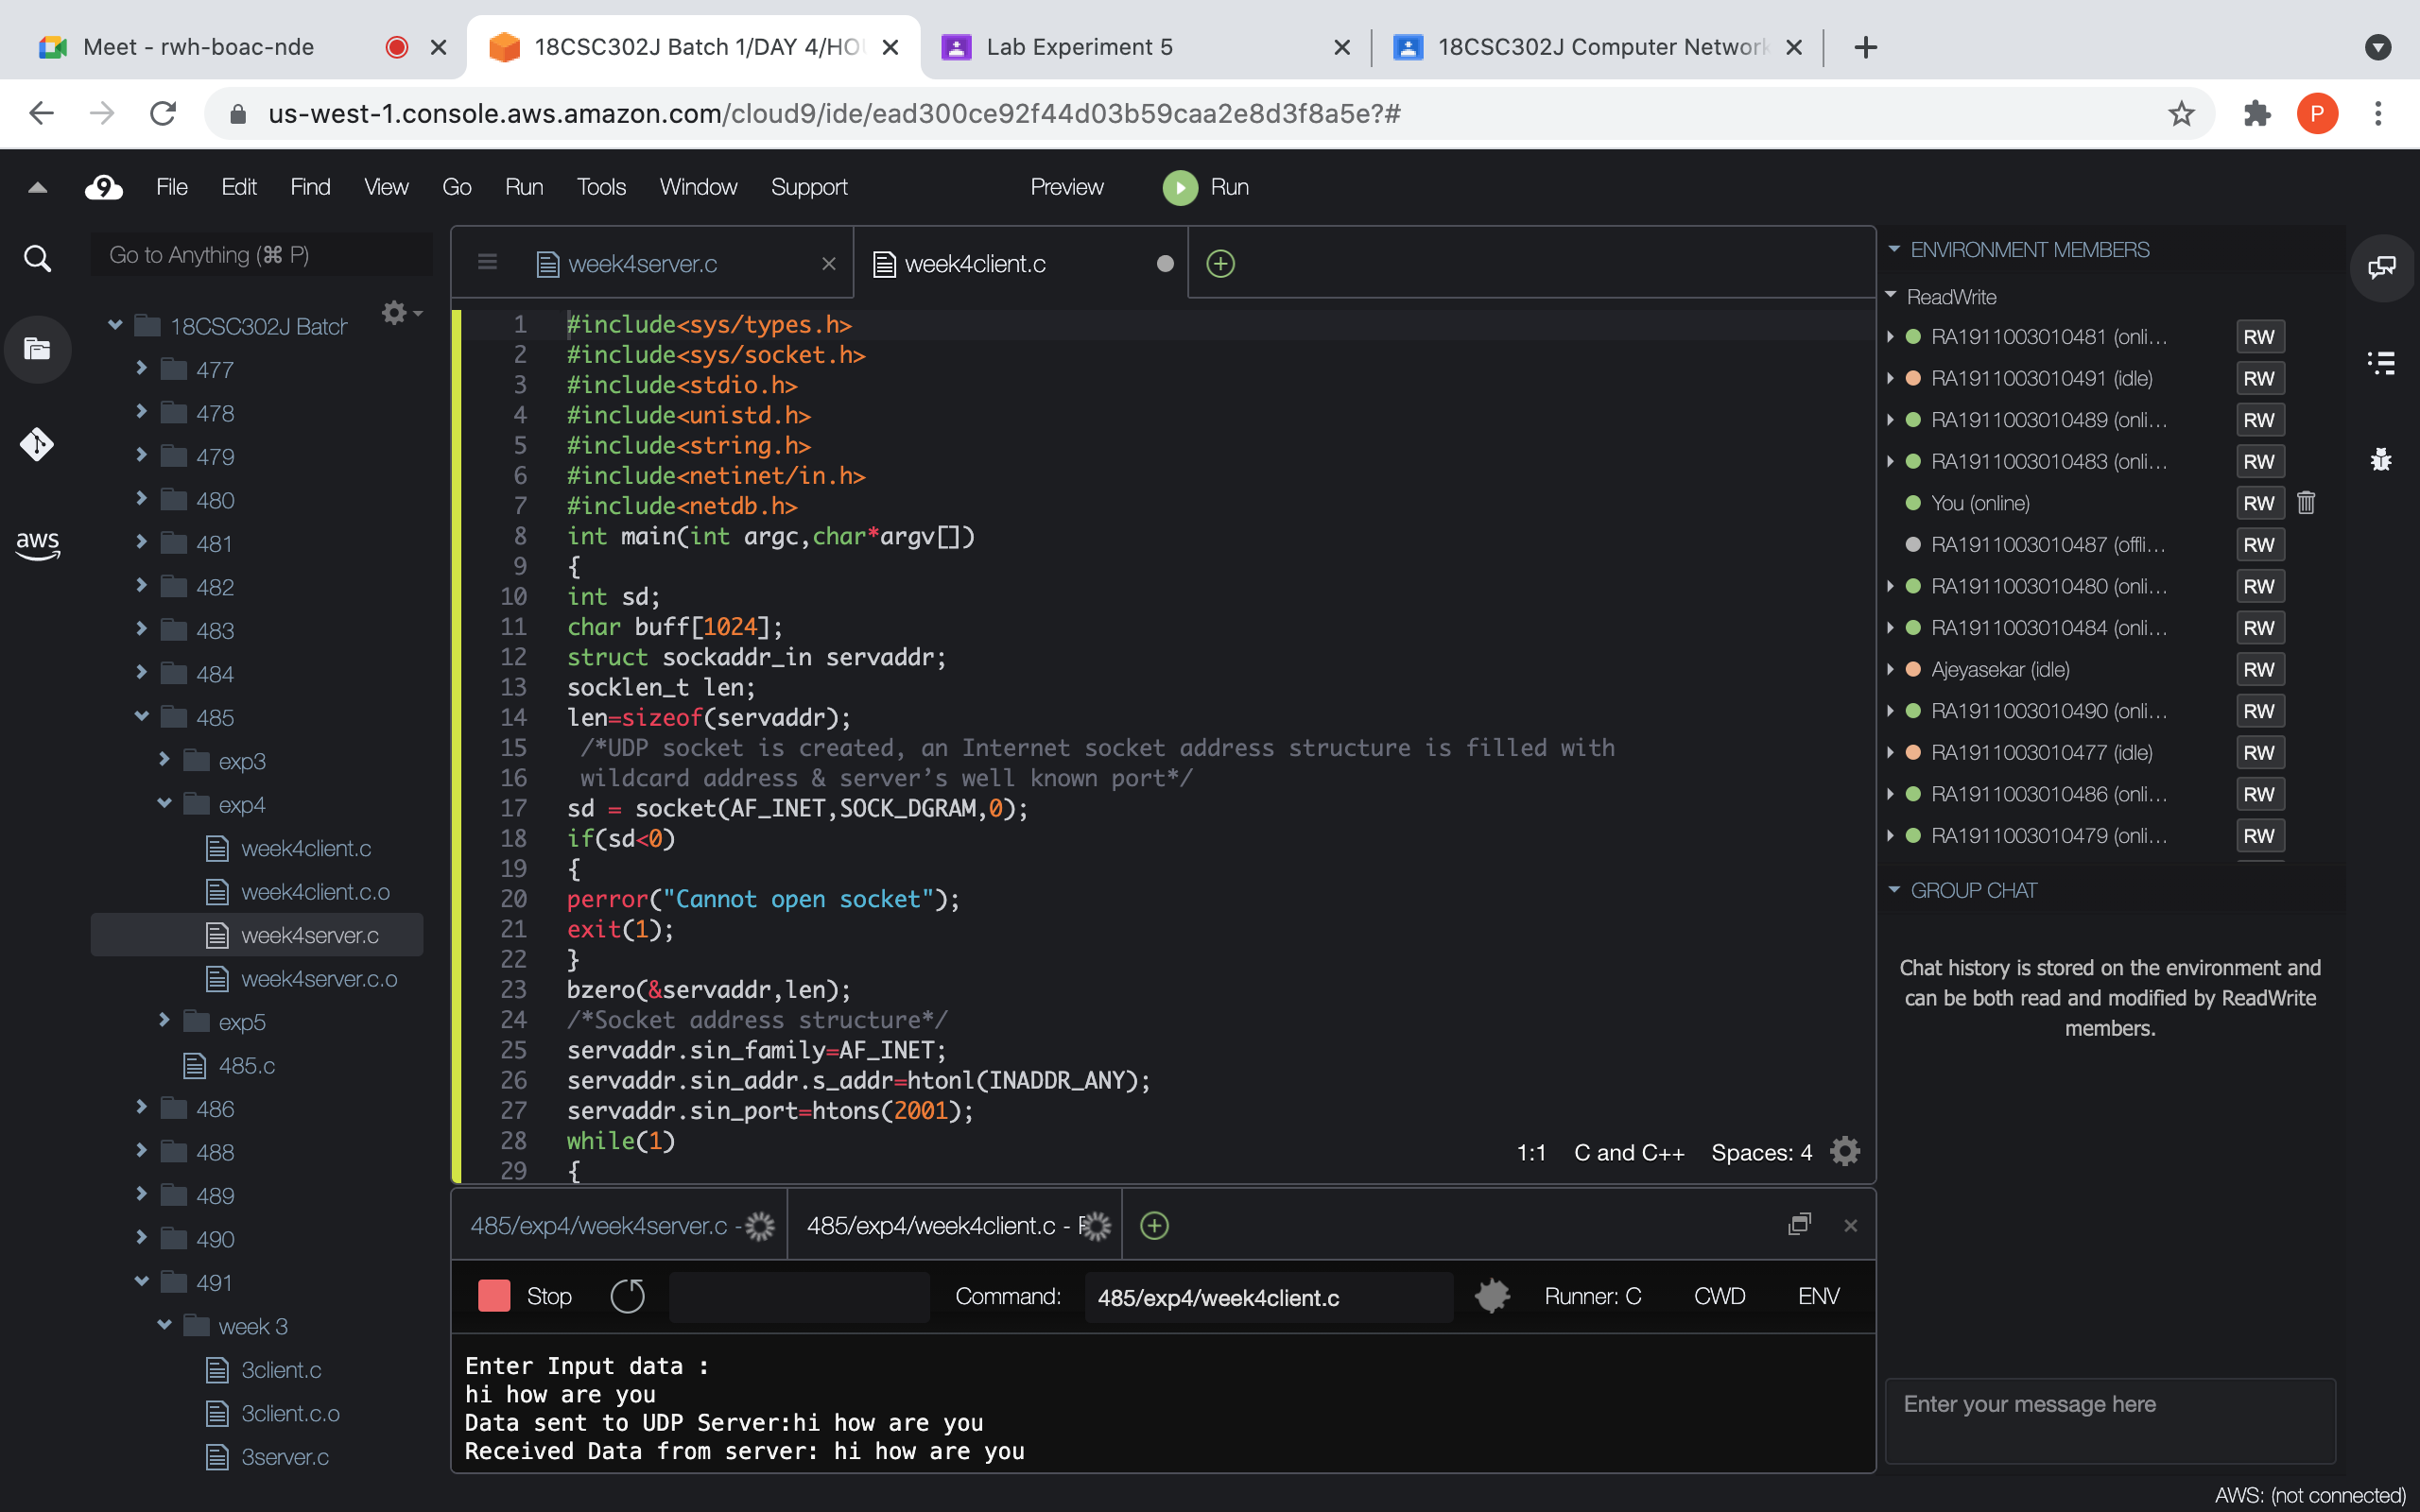 Meet - rwh-boac-nde
18CSC302J Batch 1/DAY 4/HOU
Lab Experiment 5
18CSC302J Computer Network
us-west-1.console.aws.amazon.com/cloud9/ide/ead300ce92f44d03b59caa2e8d3f8a5e?#
P
9 File Edit Find View Go Run Tools Window Support Preview Run
Go to Anything (⌘ P)
aws
18CSC302J Batch
477
478
479
480
481
482
483
484
485
exp3
exp4
week4client.c
week4client.c.o
week4server.c
week4server.c.o
exp5
485.c
486
488
489
490
491
week 3
3client.c
3client.c.o
3server.c
week4server.c
week4client.c
1 #include<sys/types.h>
2 #include<sys/socket.h>
3 #include<stdio.h>
4 #include<unistd.h>
5 #include<string.h>
6 #include<netinet/in.h>
7 #include<netdb.h>
8 int main(int argc,char*argv[])
9 {
10 int sd;
11 char buff[1024];
12 struct sockaddr_in servaddr;
13 socklen_t len;
14 len=sizeof(servaddr);
15 /*UDP socket is created, an Internet socket address structure is filled with
16 wildcard address & server’s well known port*/
17 sd = socket(AF_INET,SOCK_DGRAM,0);
18 if(sd<0)
19 {
20 perror("Cannot open socket");
21 exit(1);
22 }
23 bzero(&servaddr,len);
24 /*Socket address structure*/
25 servaddr.sin_family=AF_INET;
26 servaddr.sin_addr.s_addr=htonl(INADDR_ANY);
27 servaddr.sin_port=htons(2001);
28 while(1)
29 {
1:1 C and C++ Spaces: 4
485/exp4/week4server.c -
485/exp4/week4client.c -
Stop
Command:
485/exp4/week4client.c
Runner: C
CWD
ENV
Enter Input data :
hi how are you
Data sent to UDP Server:hi how are you
Received Data from server: hi how are you
ENVIRONMENT MEMBERS
ReadWrite
RA1911003010481 (onli... RW
RA1911003010491 (idle) RW
RA1911003010489 (onli... RW
RA1911003010483 (onli... RW
You (online) RW
RA1911003010487 (offli... RW
RA1911003010480 (onli... RW
RA1911003010484 (onli... RW
Ajeyasekar (idle) RW
RA1911003010490 (onli... RW
RA1911003010477 (idle) RW
RA1911003010486 (onli... RW
RA1911003010479 (onli... RW
GROUP CHAT
Chat history is stored on the environment and
can be both read and modified by ReadWrite
members.
Enter your message here
AWS: (not connected)